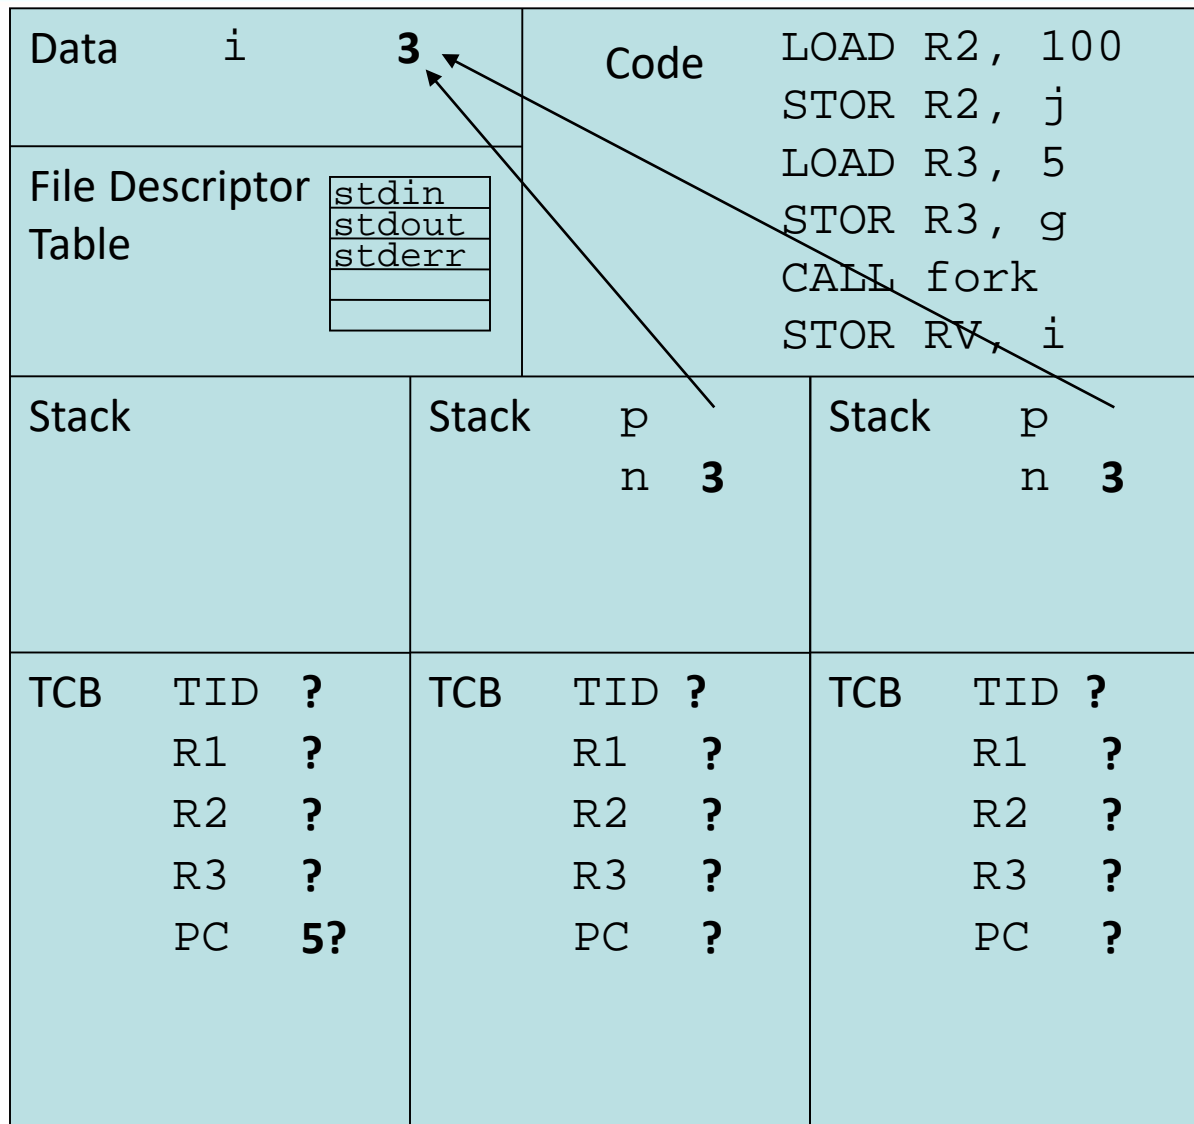 Data i 3
File Descriptor
Table
stdin
stdout
stderr
Code
LOAD R2, 100
STOR R2, j
LOAD R3, 5
STOR R3, g
CALL fork
STOR RV, i
Stack
Stack p
n 3
Stack p
n 3
TCB TID ?
R1 ?
R2 ?
R3 ?
PC 5?
TCB TID ?
R1 ?
R2 ?
R3 ?
PC ?
TCB TID ?
R1 ?
R2 ?
R3 ?
PC ?